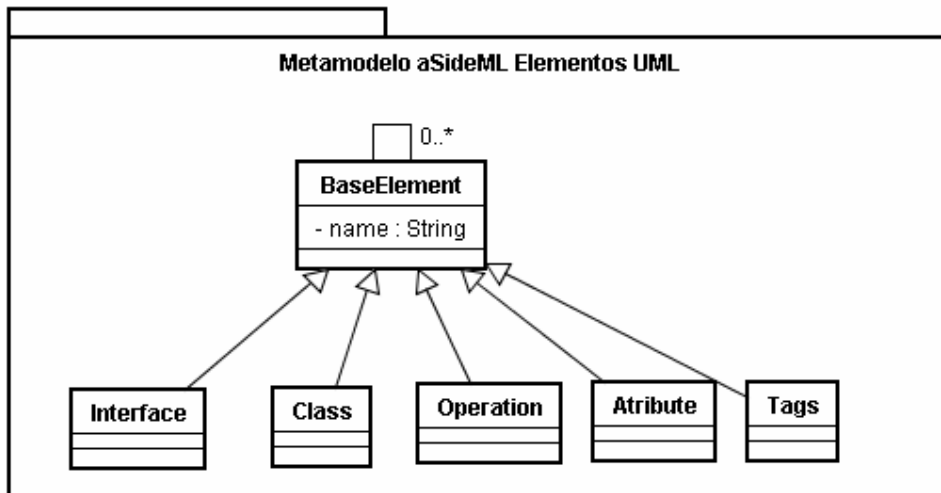 Metamodelo aSideML Elementos UML
0..*
BaseElement
- name : String
Interface
Class
Operation
Atribute
Tags